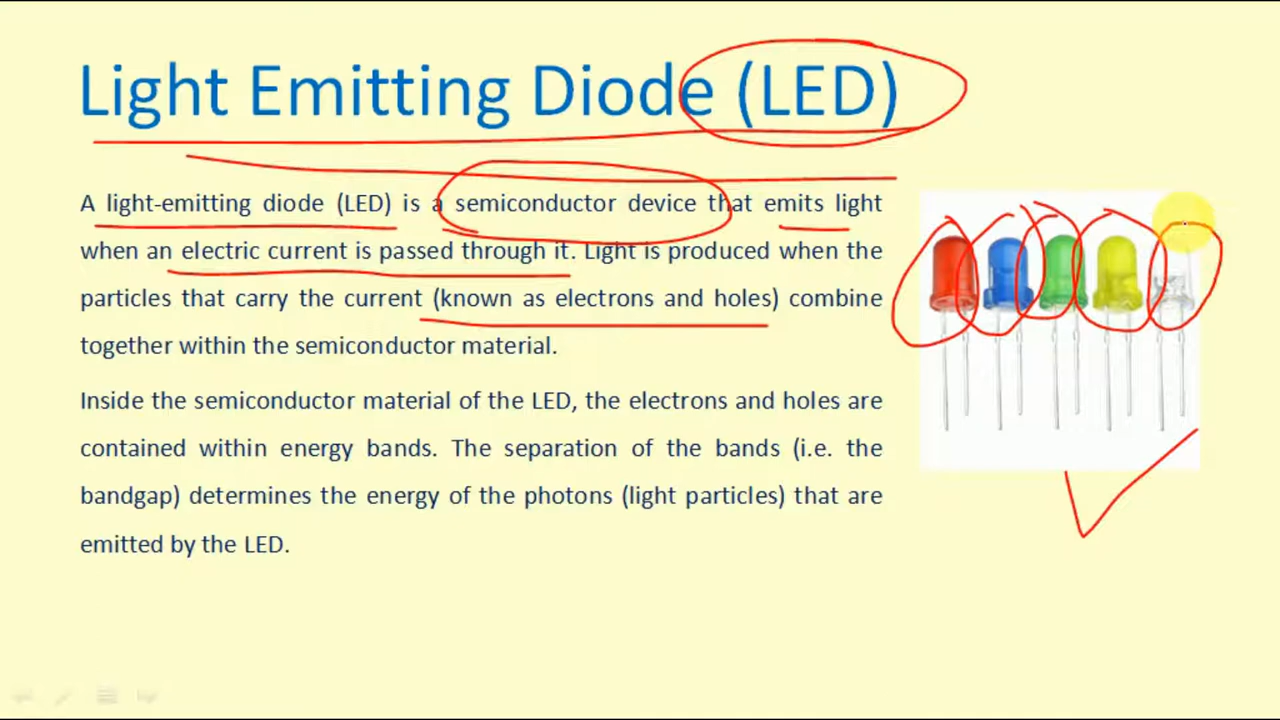 Light Emitting Diode (LED)
A light-emitting diode (LED) is a semiconductor device that emits light
when an electric current is passed through it. Light is produced when the
particles that carry the current (known as electrons and holes) combine
together within the semiconductor material.
Inside the semiconductor material of the LED, the electrons and holes are
contained within energy bands. The separation of the bands (i.e. the
bandgap) determines the energy of the photons (light particles) that are
emitted by the LED.